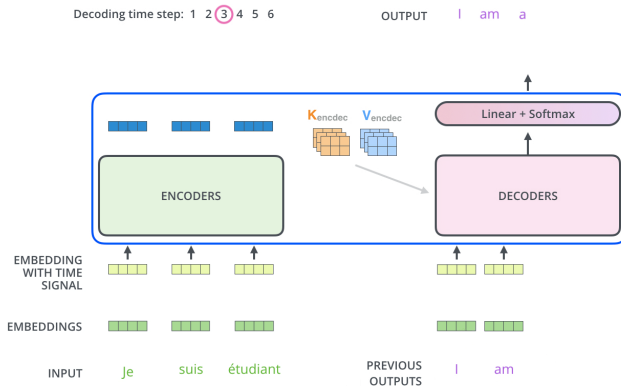 Decoding time step: 1 2 3 4 5 6
OUTPUT I am a
Kencdec Vencdec
Linear + Softmax
ENCODERS
DECODERS
EMBEDDING
WITH TIME
SIGNAL
EMBEDDINGS
INPUT Je suis étudiant
PREVIOUS
OUTPUTS
I am